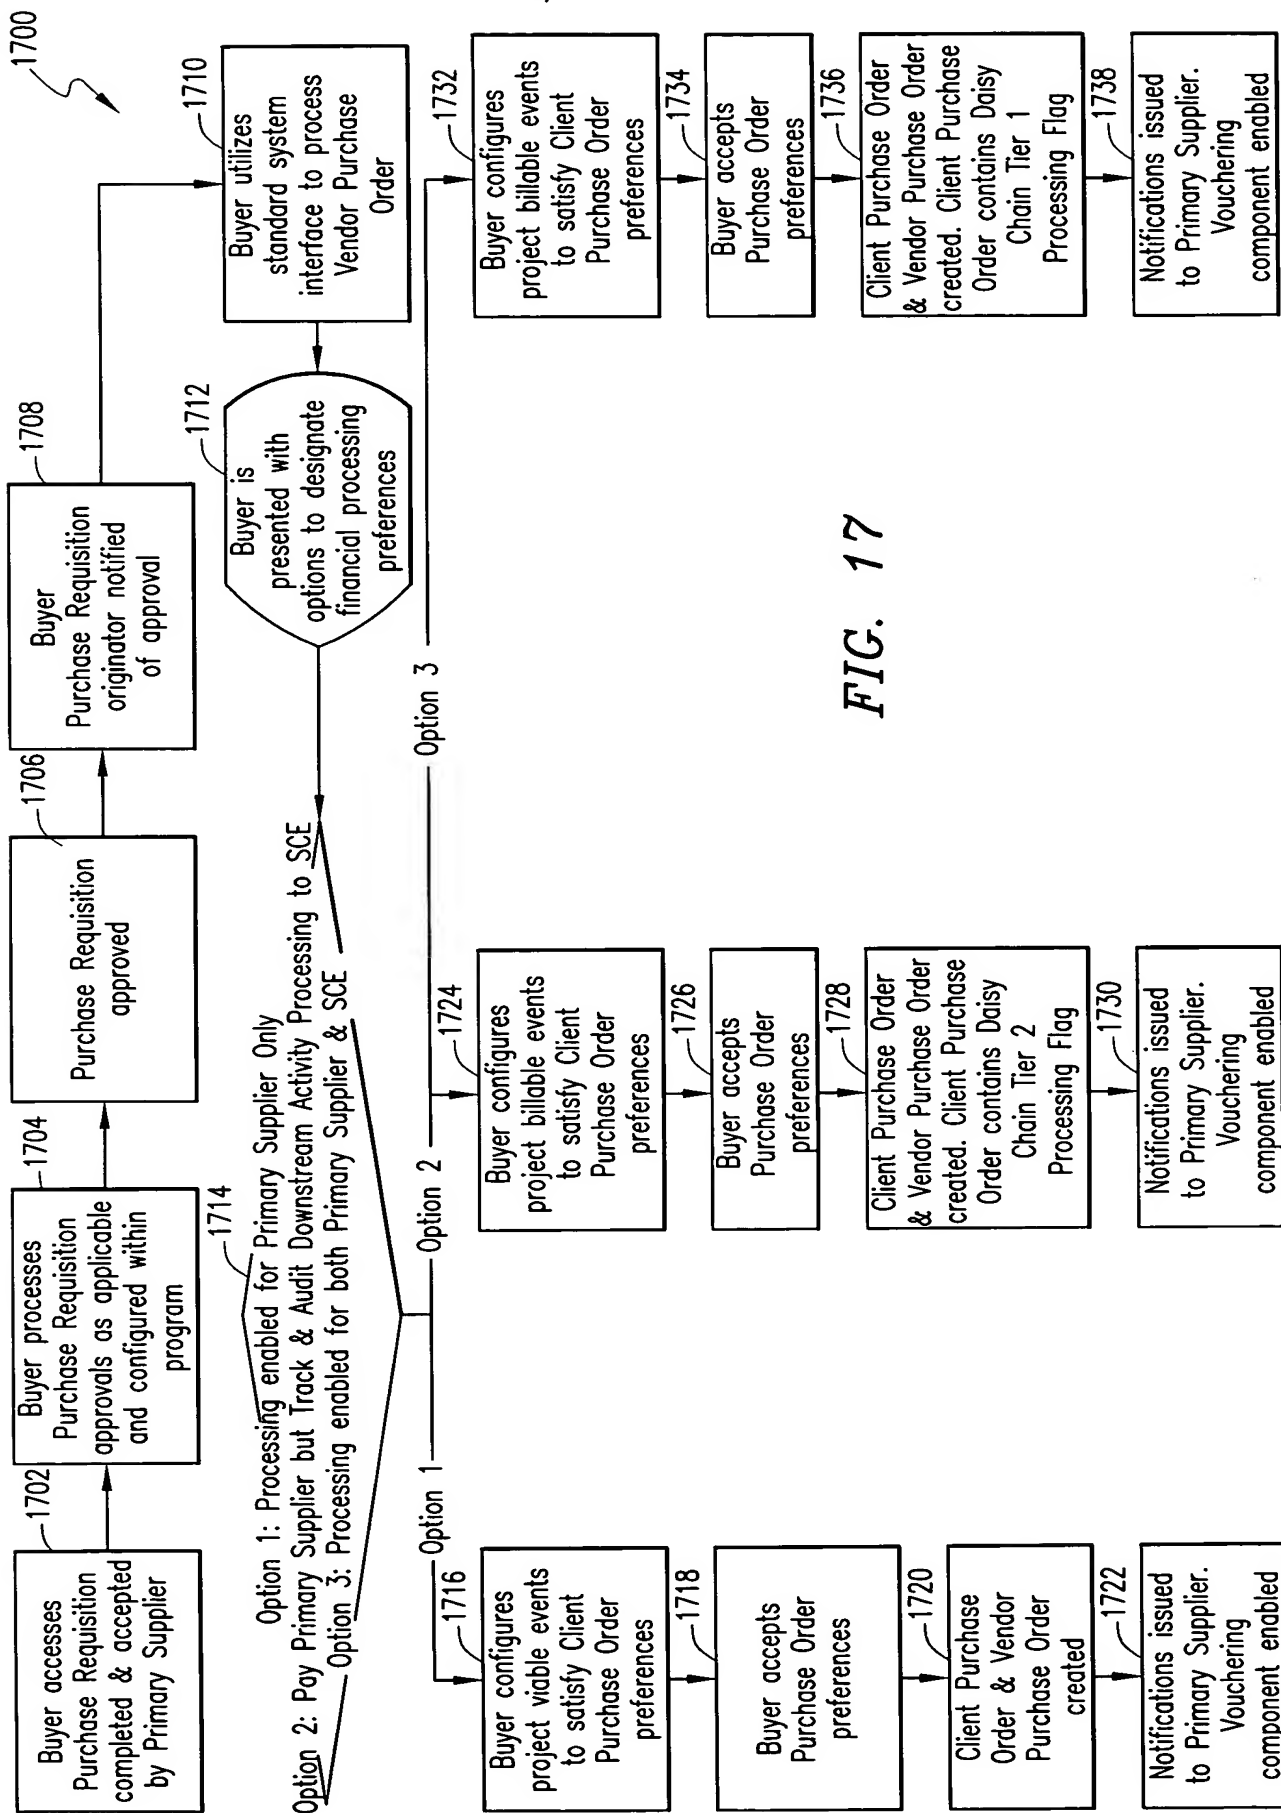 1700
1702
Buyer accesses
Purchase Requisition
completed & accepted
by Primary Supplier
1704
Buyer processes
Purchase Requisition
approvals as applicable
and configured within
program
1706
Purchase Requisition
approved
1708
Buyer
Purchase Requisition
originator notified
of approval
1710
Buyer utilizes
standard system
interface to process
Vendor Purchase
Order
1712
Buyer is
presented with
options to designate
financial processing
preferences
1714
Option 1: Processing enabled for Primary Supplier Only
Option 2: Pay Primary Supplier but Track & Audit Downstream Activity Processing to SCE
Option 3: Processing enabled for both Primary Supplier & SCE
Option 1
Option 2
Option 3
1716
Buyer configures
project viable events
to satisfy Client
Purchase Order
preferences
1718
Buyer accepts
Purchase Order
preferences
1720
Client Purchase
Order & Vendor
Purchase Order
created
1722
Notifications issued
to Primary Supplier.
Vouchering
component enabled
1724
Buyer configures
project billable events
to satisfy Client
Purchase Order
preferences
1726
Buyer accepts
Purchase Order
preferences
1728
Client Purchase Order
& Vendor Purchase Order
created. Client Purchase
Order contains Daisy
Chain Tier 2
Processing Flag
1730
Notifications issued
to Primary Supplier.
Vouchering
component enabled
1732
Buyer configures
project billable events
to satisfy Client
Purchase Order
preferences
1734
Buyer accepts
Purchase Order
preferences
1736
Client Purchase Order
& Vendor Purchase Order
created. Client Purchase
Order contains Daisy
Chain Tier 1
Processing Flag
1738
Notifications issued
to Primary Supplier.
Vouchering
component enabled
FIG. 17